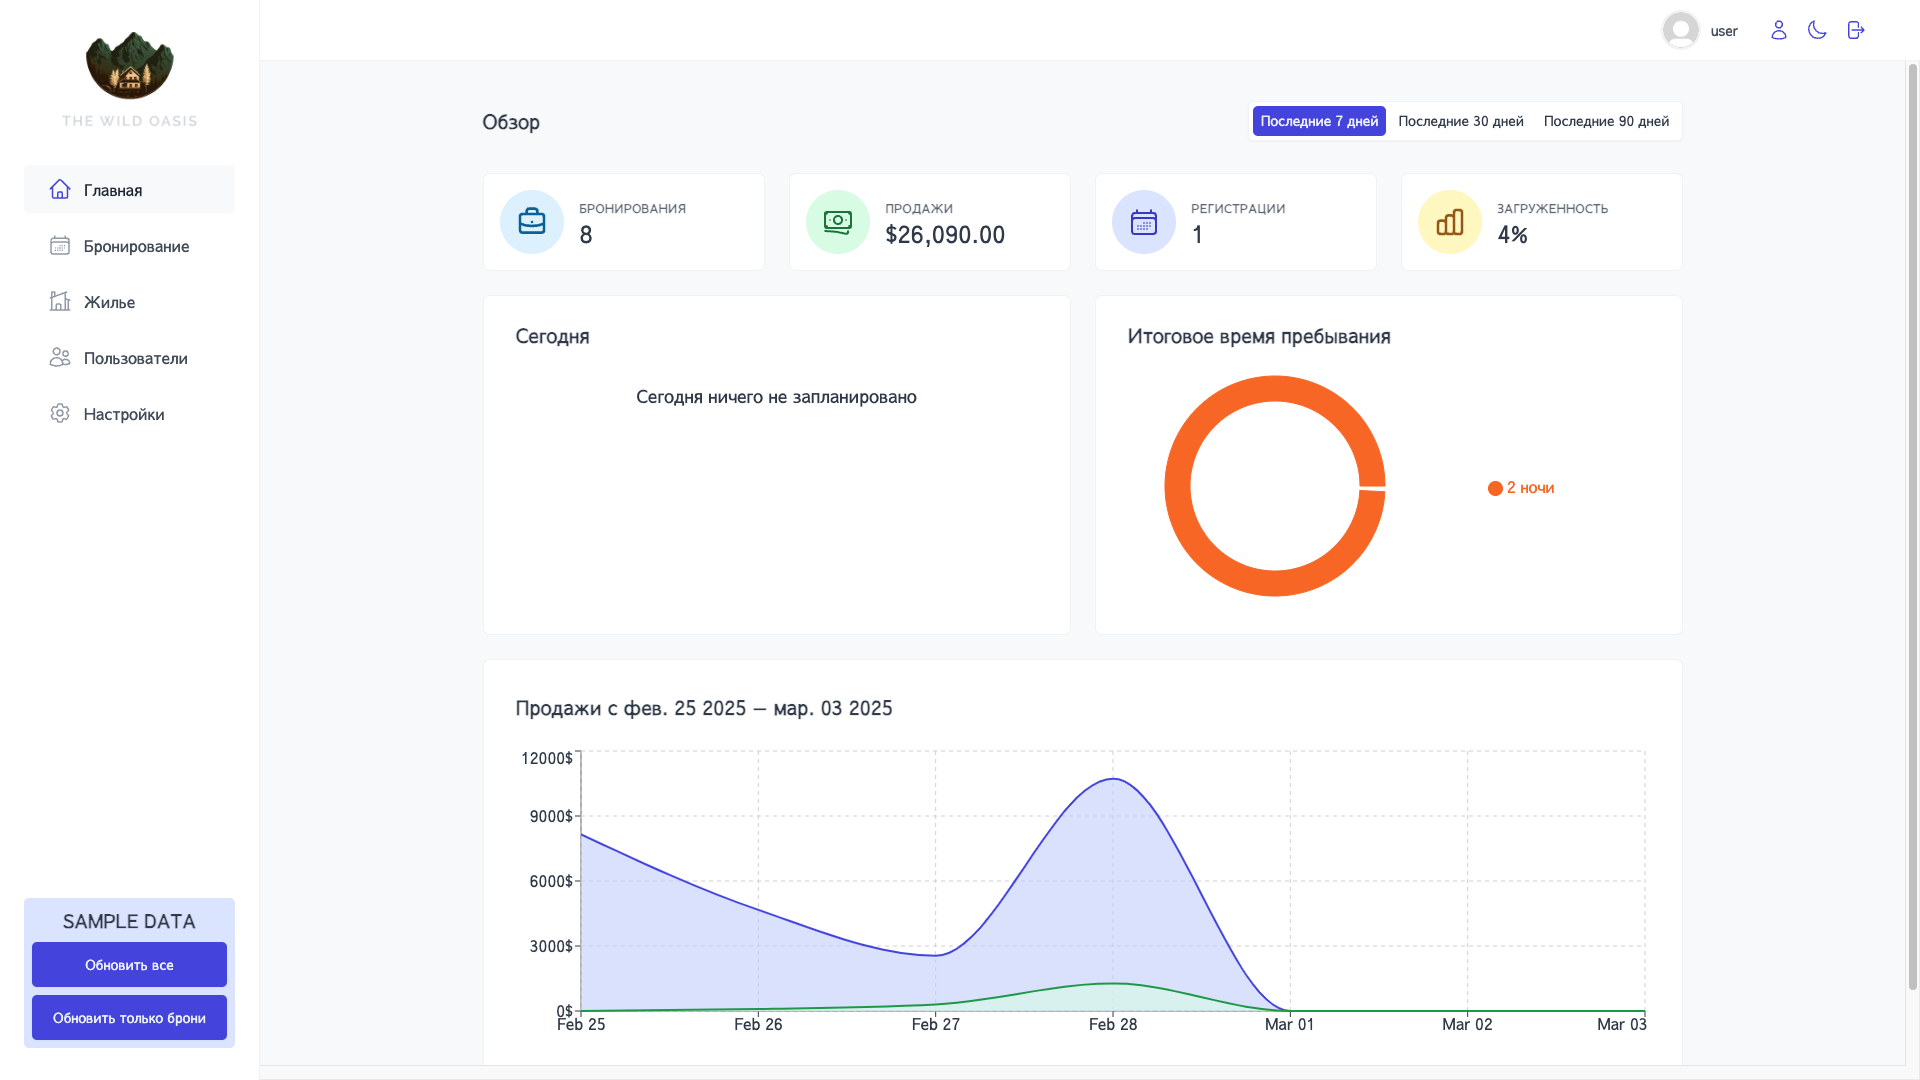 THE WILD OASIS
Главная
Бронирование
Жилье
Пользователи
Настройки
SAMPLE DATA
Обновить все
Обновить только брони
user
Обзор
Последние 7 дней
Последние 30 дней
Последние 90 дней
БРОНИРОВАНИЯ
8
ПРОДАЖИ
$26,090.00
РЕГИСТРАЦИИ
1
ЗАГРУЖЕННОСТЬ
4%
Сегодня
Сегодня ничего не запланировано
Итоговое время пребывания
2 ночи
Продажи с фев. 25 2025 — мар. 03 2025
12000$
9000$
6000$
3000$
0$
Feb 25
Feb 26
Feb 27
Feb 28
Mar 01
Mar 02
Mar 03